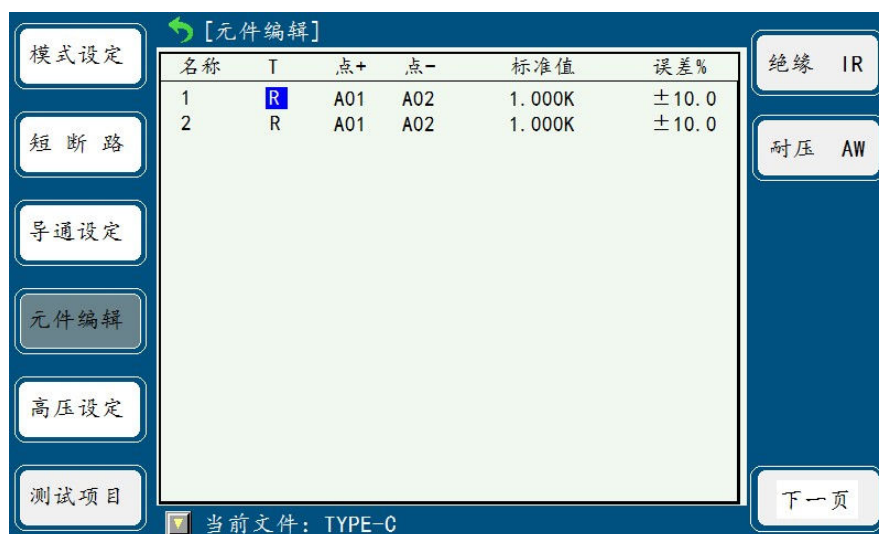 模式设定
短 断 路
导通设定
元件编辑
高压设定
测试项目
[元件编辑]
名称 T 点+ 点- 标准值 误差%
1 R A01 A02 1.000K ±10.0
2 R A01 A02 1.000K ±10.0
当前文件: TYPE-C
绝缘 IR
耐压 AW
下一页